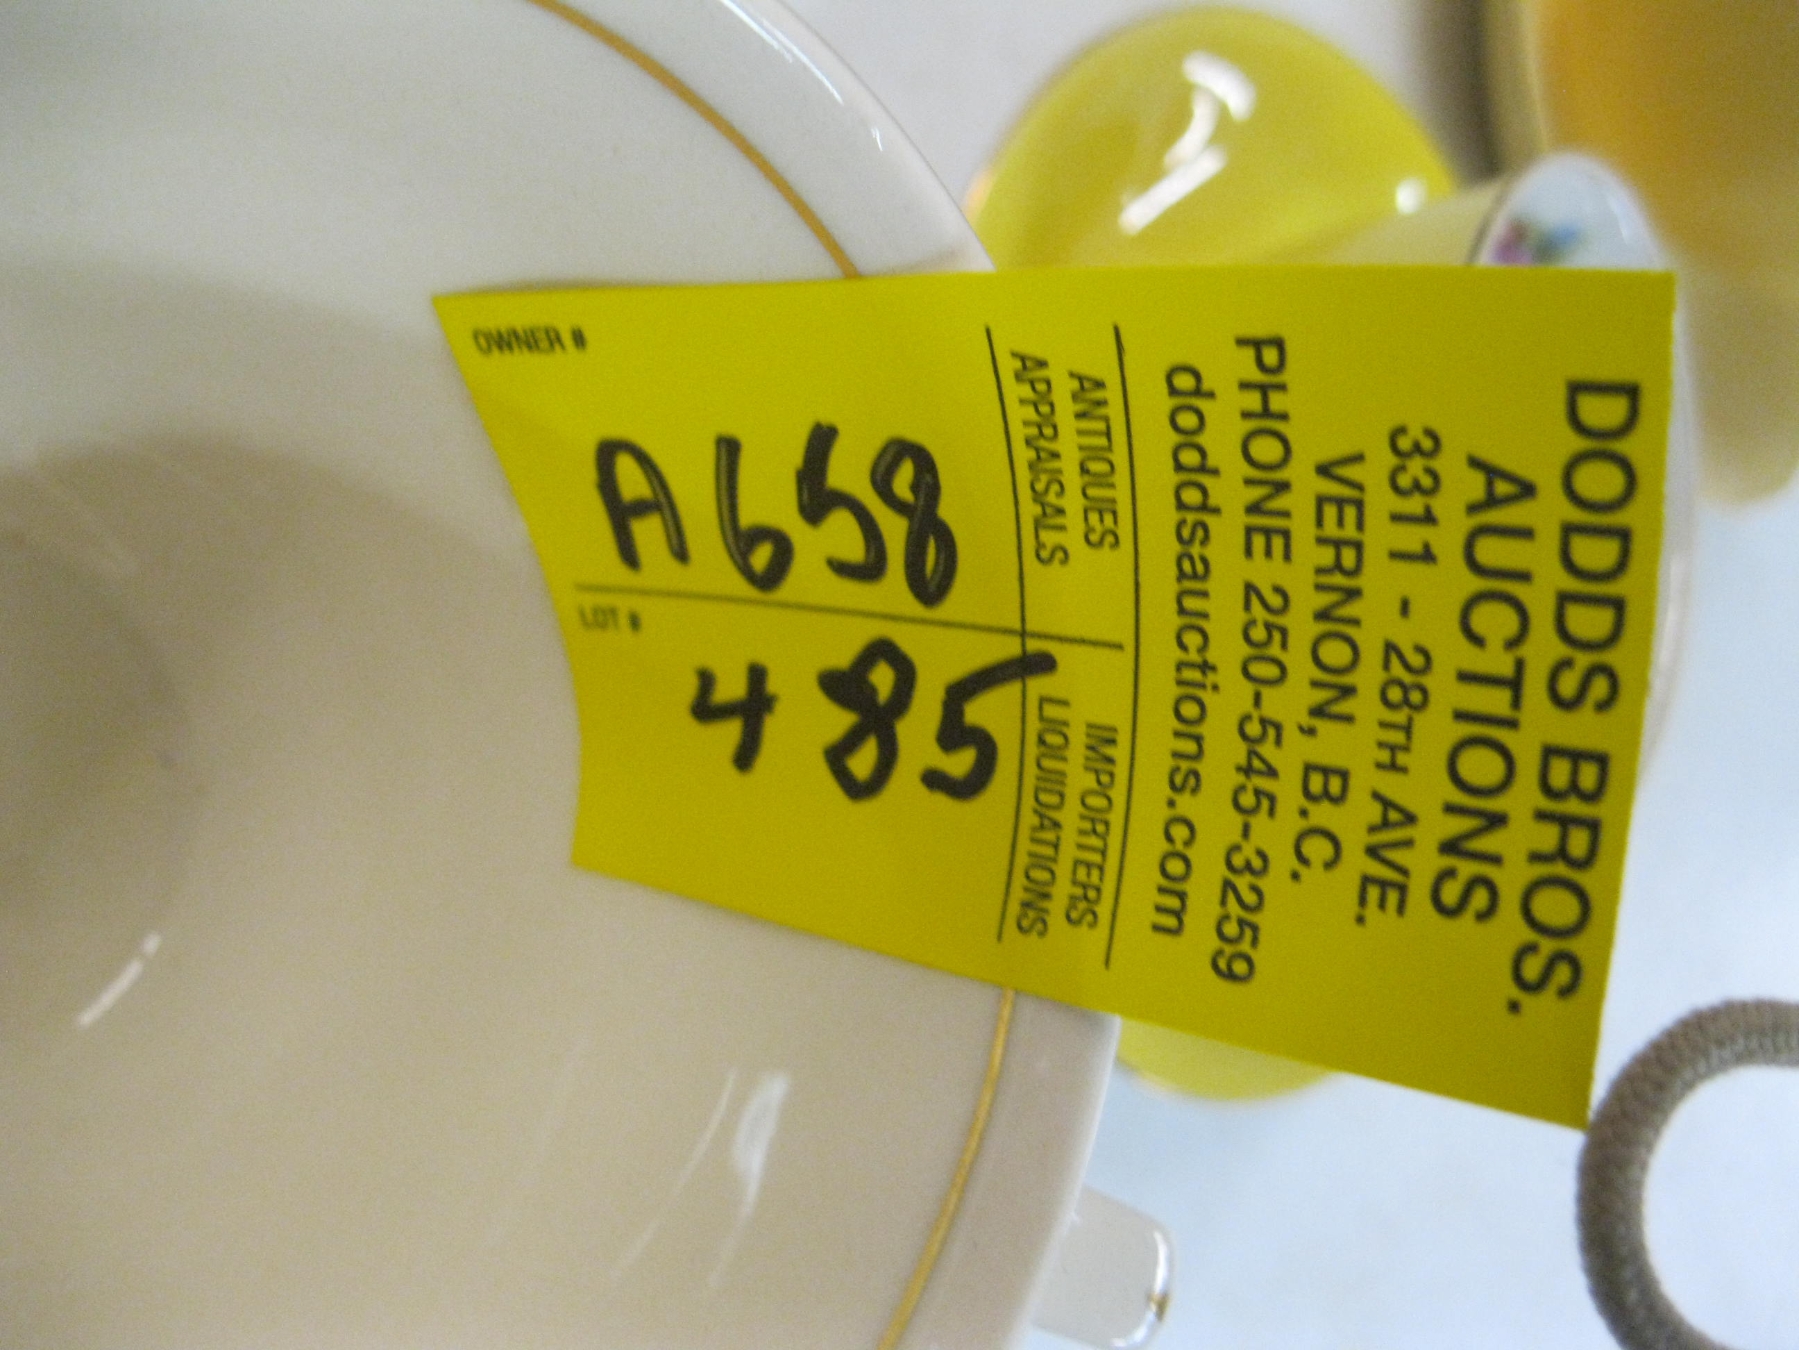 DODDS BROS.
AUCTIONS
3311 - 28TH AVE.
VERNON, B.C.
PHONE 250-545-3259
doddsauctions.com
ANTIQUES IMPORTERS
APPRAISALS LIQUIDATIONS
A658 485
OWNER # LOT #